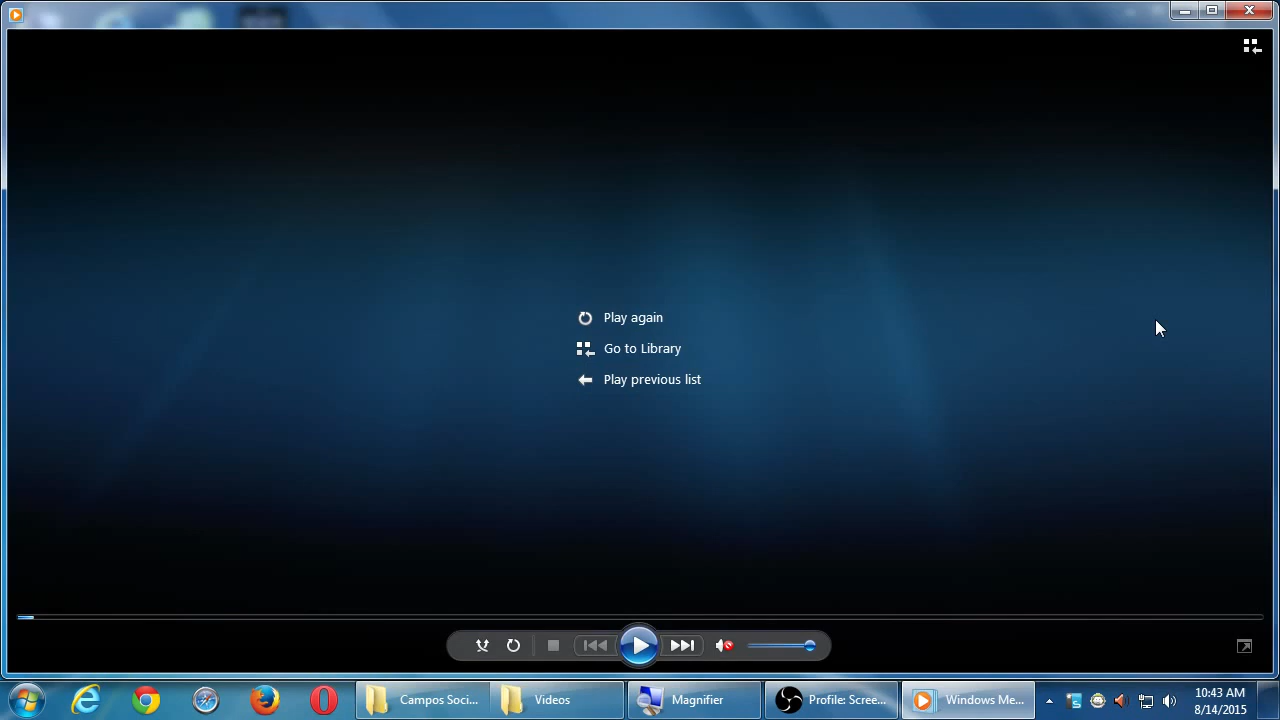 Play again
Go to Library
Play previous list
Campos Soci...
Videos
Magnifier
Profile: Scree...
Windows Me...
10:43 AM
8/14/2015